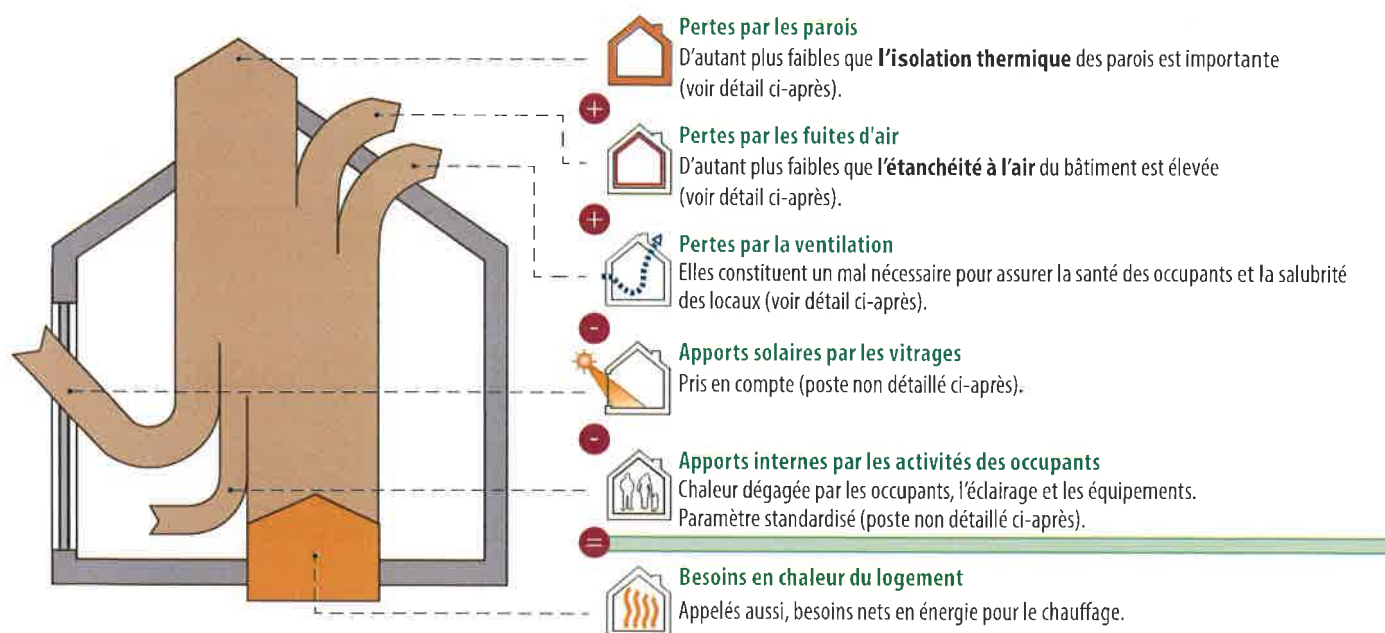 Pertes par les parois
D'autant plus faibles que l'isolation thermique des parois est importante
(voir détail ci-après).
+
Pertes par les fuites d'air
D'autant plus faibles que l'étanchéité à l'air du bâtiment est élevée
(voir détail ci-après).
+
Pertes par la ventilation
Elles constituent un mal nécessaire pour assurer la santé des occupants et la salubrité
des locaux (voir détail ci-après).
-
Apports solaires par les vitrages
Pris en compte (poste non détaillé ci-après).
-
Apports internes par les activités des occupants
Chaleur dégagée par les occupants, l'éclairage et les équipements.
Paramètre standardisé (poste non détaillé ci-après).
=
Besoins en chaleur du logement
Appelés aussi, besoins nets en énergie pour le chauffage.